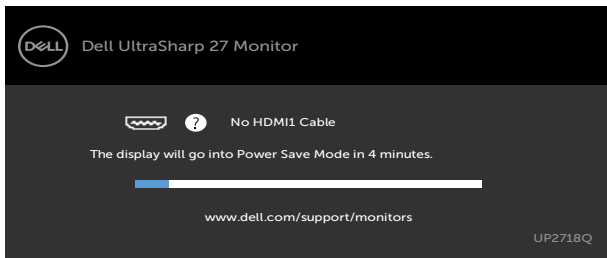 DELL
Dell UltraSharp 27 Monitor
? No HDMI1 Cable
The display will go into Power Save Mode in 4 minutes.
www.dell.com/support/monitors
UP2718Q